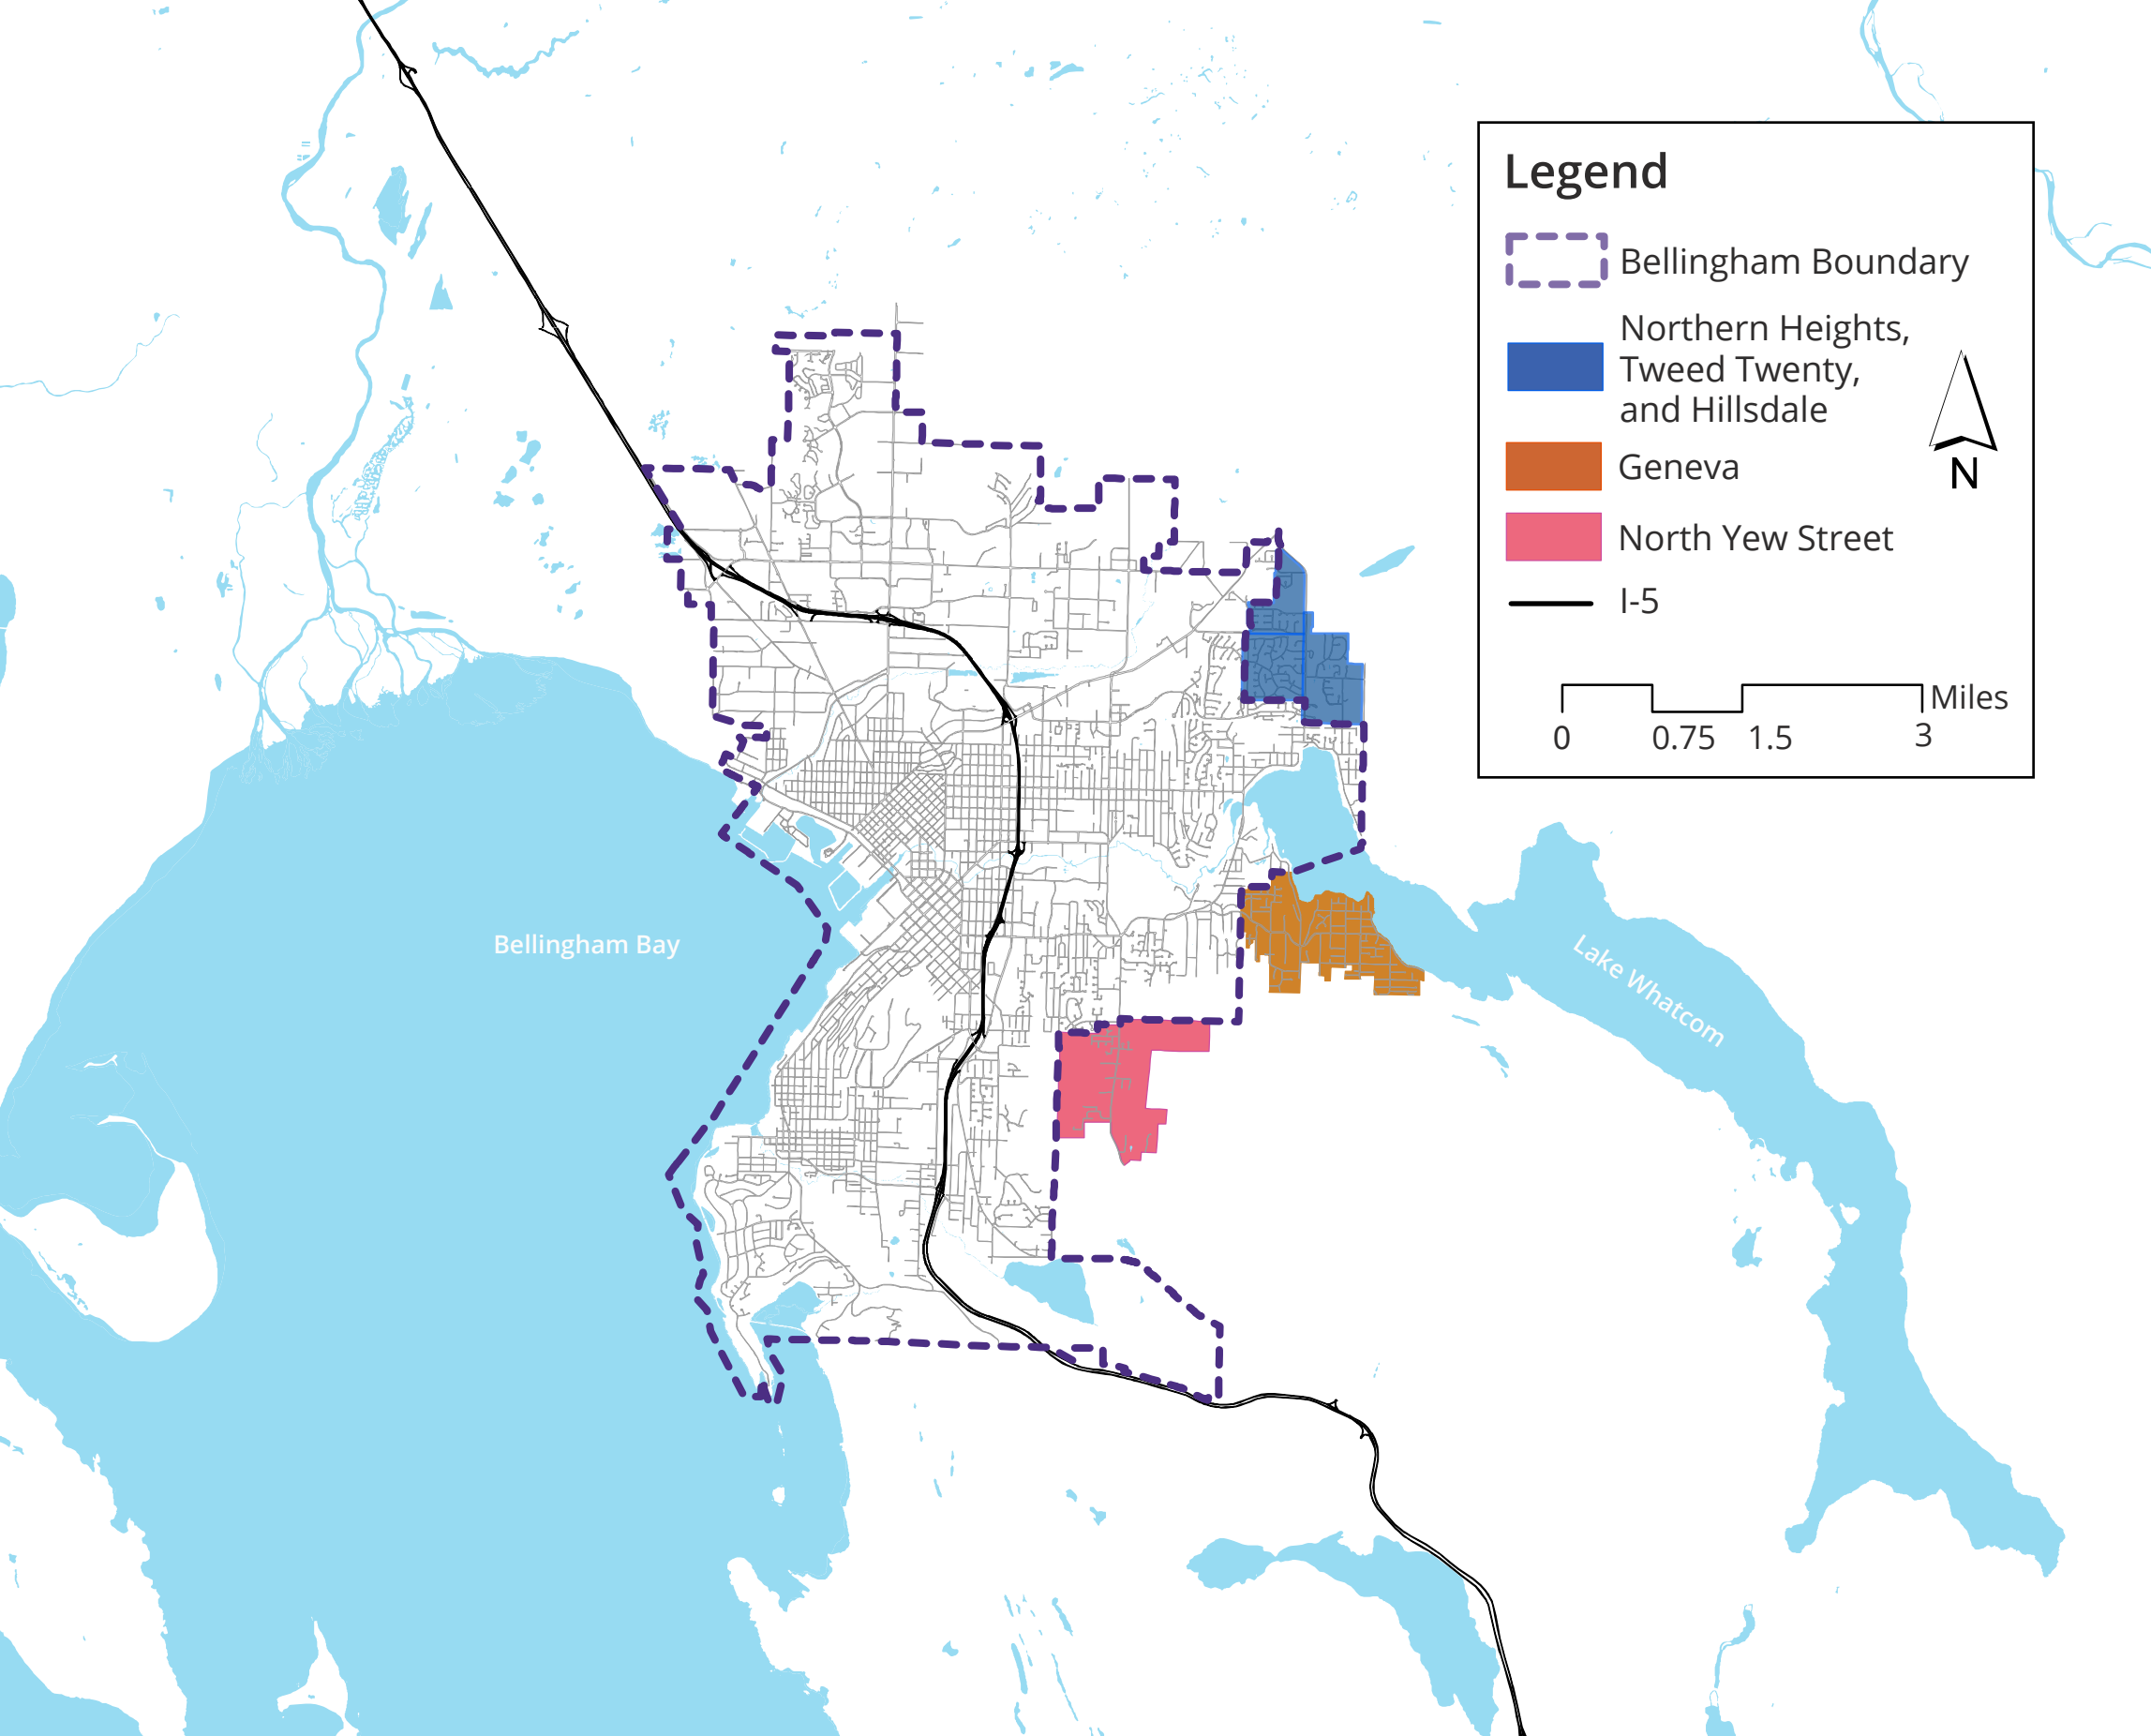 Legend
Bellingham Boundary
Northern Heights,
Tweed Twenty,
and Hillsdale
Geneva
North Yew Street
I-5
N
Miles
0 0.75 1.5 3
Bellingham Bay
Lake Whatcom